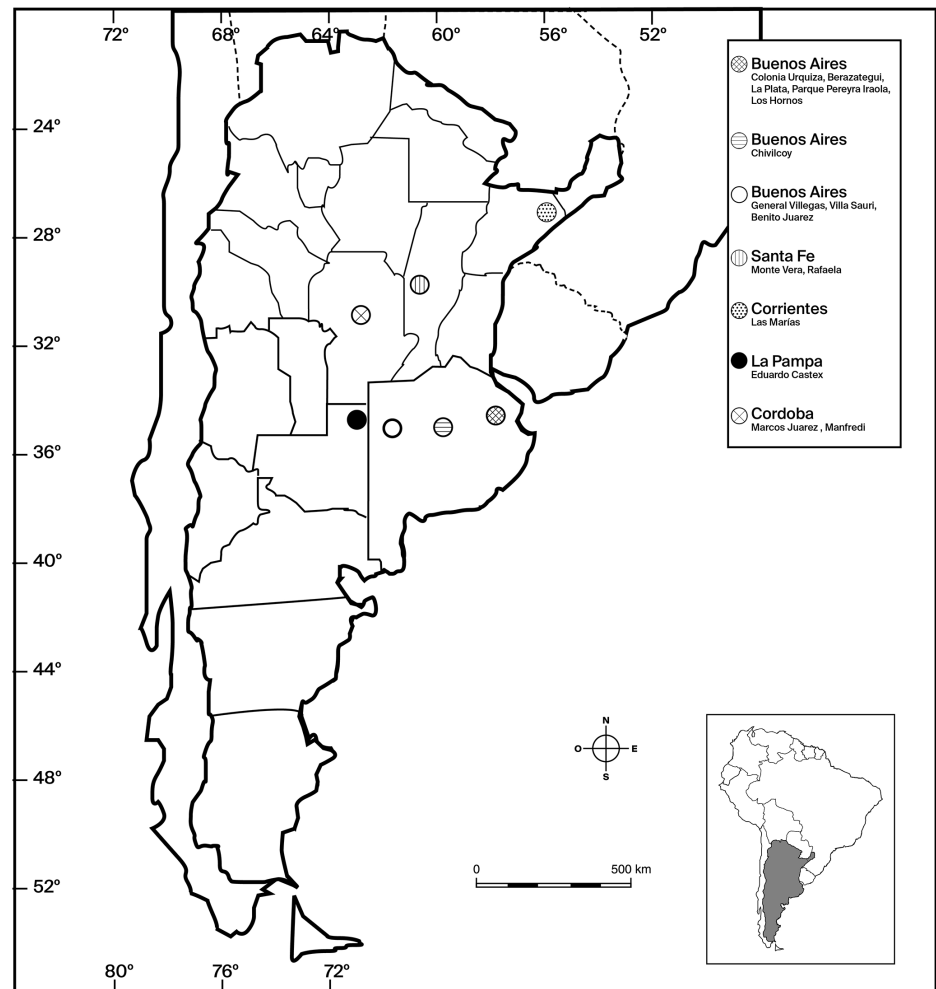 72° 68° 64° 60° 56° 52°
Buenos Aires
Colonia Urquiza, Berazategui,
La Plata, Parque Pereyra Iraola,
Los Hornos
24°
Buenos Aires
Chivilcoy
Buenos Aires
General Villegas, Villa Sauri,
Benito Juarez
28°
Santa Fe
Monte Vera, Rafaela
Corrientes
Las Marías
32°
La Pampa
Eduardo Castex
Cordoba
Marcos Juarez , Manfredi
36°
40°
44°
N
O E
S
48°
0 500 km
52°
80° 76° 72°